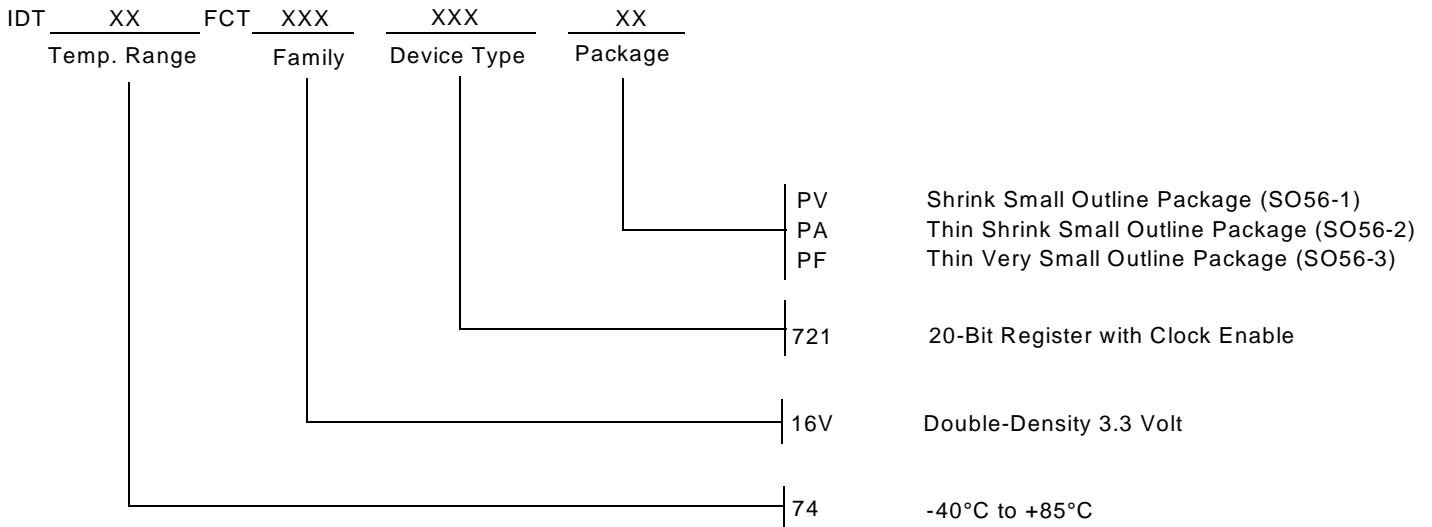 IDT XX FCT XXX XXX XX
Temp. Range Family Device Type Package
PV Shrink Small Outline Package (SO56-1)
PA Thin Shrink Small Outline Package (SO56-2)
PF Thin Very Small Outline Package (SO56-3)
721 20-Bit Register with Clock Enable
16V Double-Density 3.3 Volt
74 -40°C to +85°C